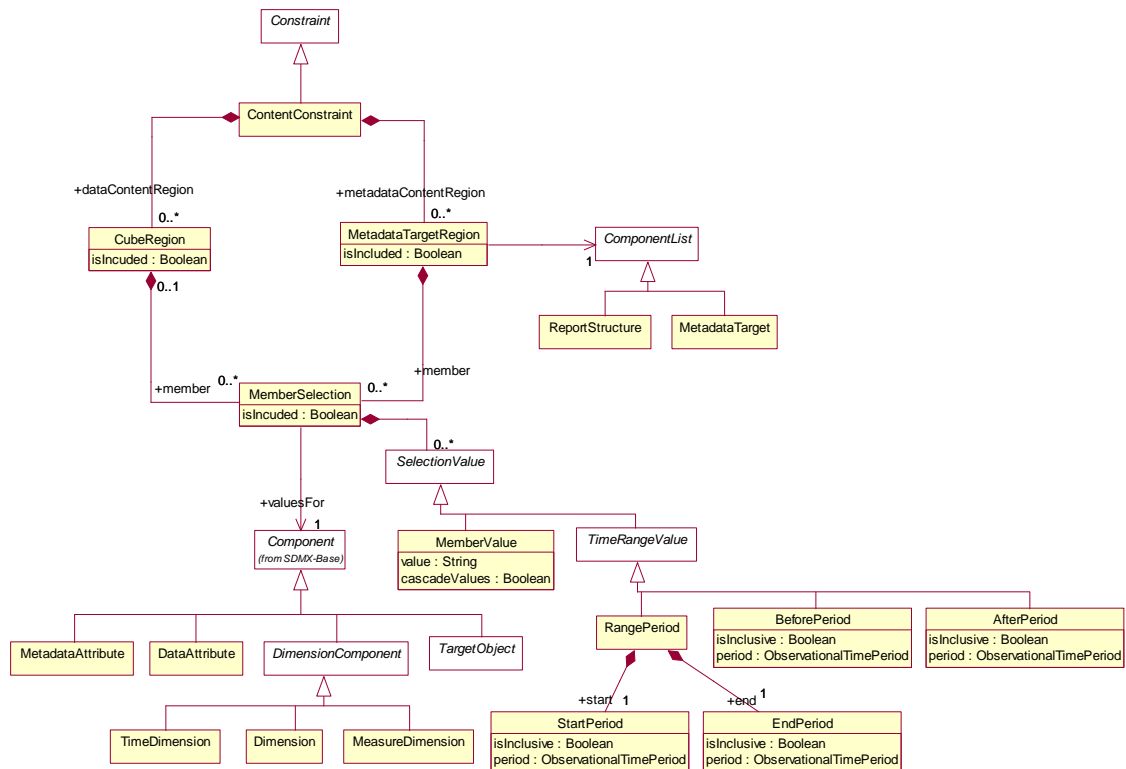 Constraint
ContentConstraint
+dataContentRegion
0..*
+metadataContentRegion
0..*
CubeRegion
isIncuded : Boolean
0..1
MetadataTargetRegion
isIncluded : Boolean
ComponentList
1
ReportStructure
MetadataTarget
+member
0..*
+member
0..*
MemberSelection
isIncuded : Boolean
0..*
SelectionValue
+valuesFor
1
Component
(from SDMX-Base)
MemberValue
value : String
cascadeValues : Boolean
TimeRangeValue
MetadataAttribute
DataAttribute
DimensionComponent
TargetObject
RangePeriod
BeforePeriod
isInclusive : Boolean
period : ObservationalTimePeriod
AfterPeriod
isInclusive : Boolean
period : ObservationalTimePeriod
+start
1
+end
1
TimeDimension
Dimension
MeasureDimension
StartPeriod
isInclusive : Boolean
period : ObservationalTimePeriod
EndPeriod
isInclusive : Boolean
period : ObservationalTimePeriod